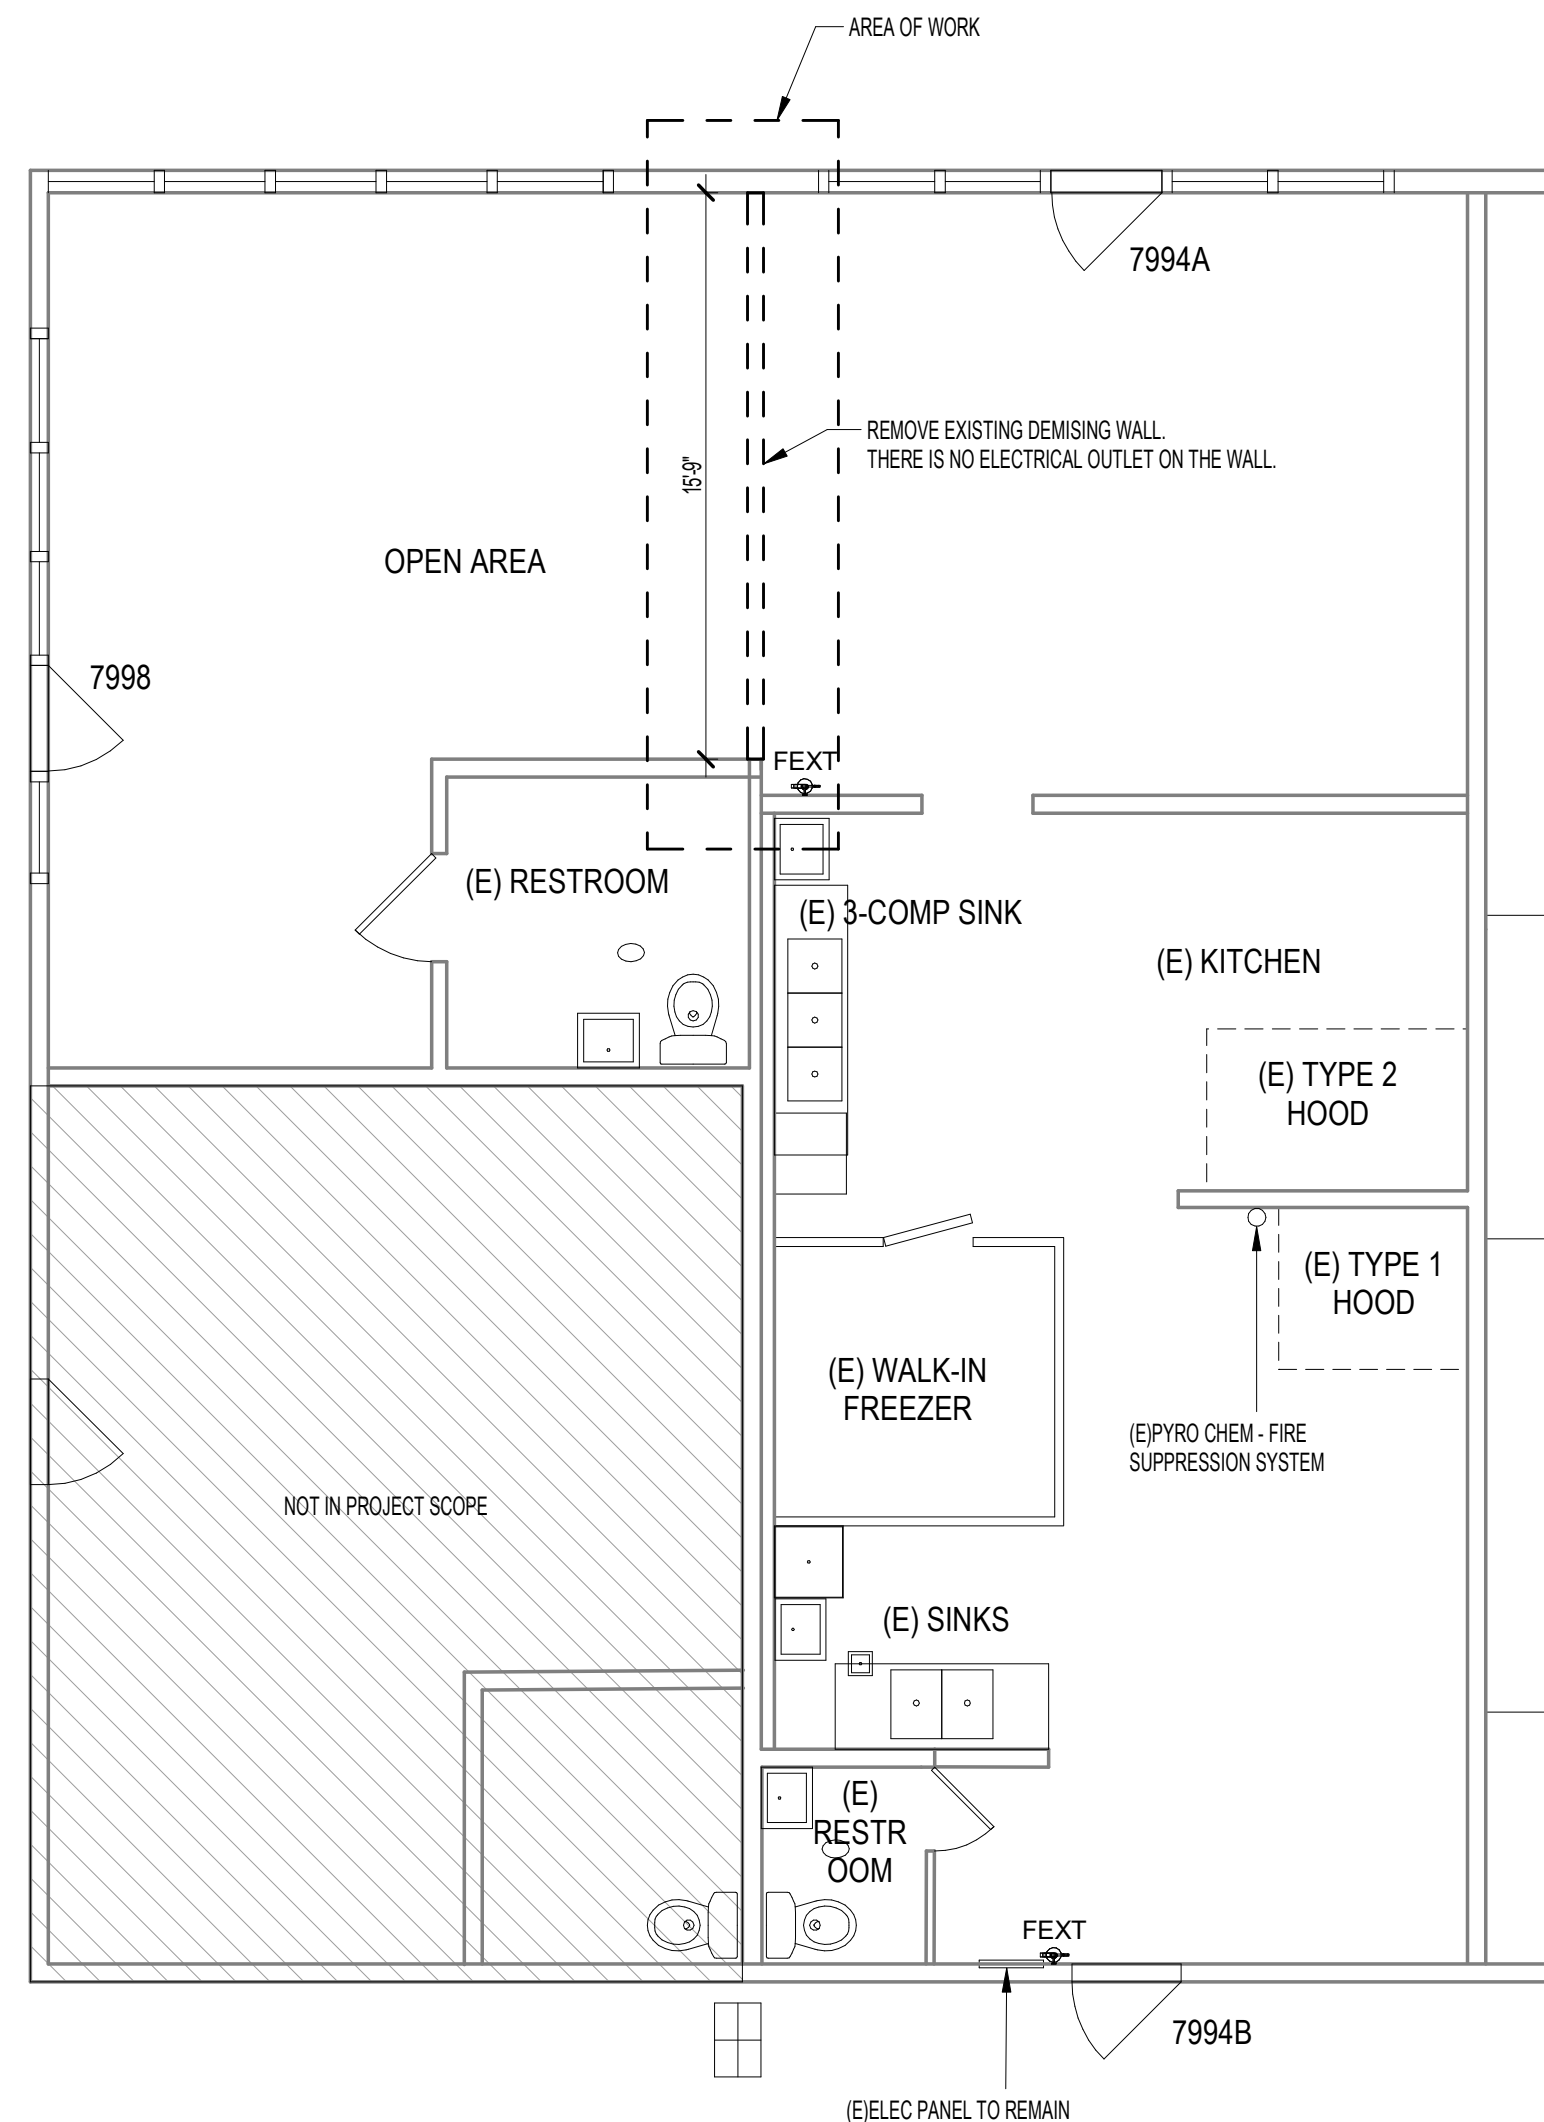 AREA OF WORK
7994A
REMOVE EXISTING DEMISING WALL.
THERE IS NO ELECTRICAL OUTLET ON THE WALL.
15'-9"
OPEN AREA
7998
FEXT
(E) RESTROOM
(E) 3-COMP SINK
(E) KITCHEN
(E) TYPE 2
HOOD
(E) TYPE 1
HOOD
(E) WALK-IN
FREEZER
(E)PYRO CHEM - FIRE
SUPPRESSION SYSTEM
NOT IN PROJECT SCOPE
(E) SINKS
(E)
RESTR
OOM
FEXT
7994B
(E)ELEC PANEL TO REMAIN